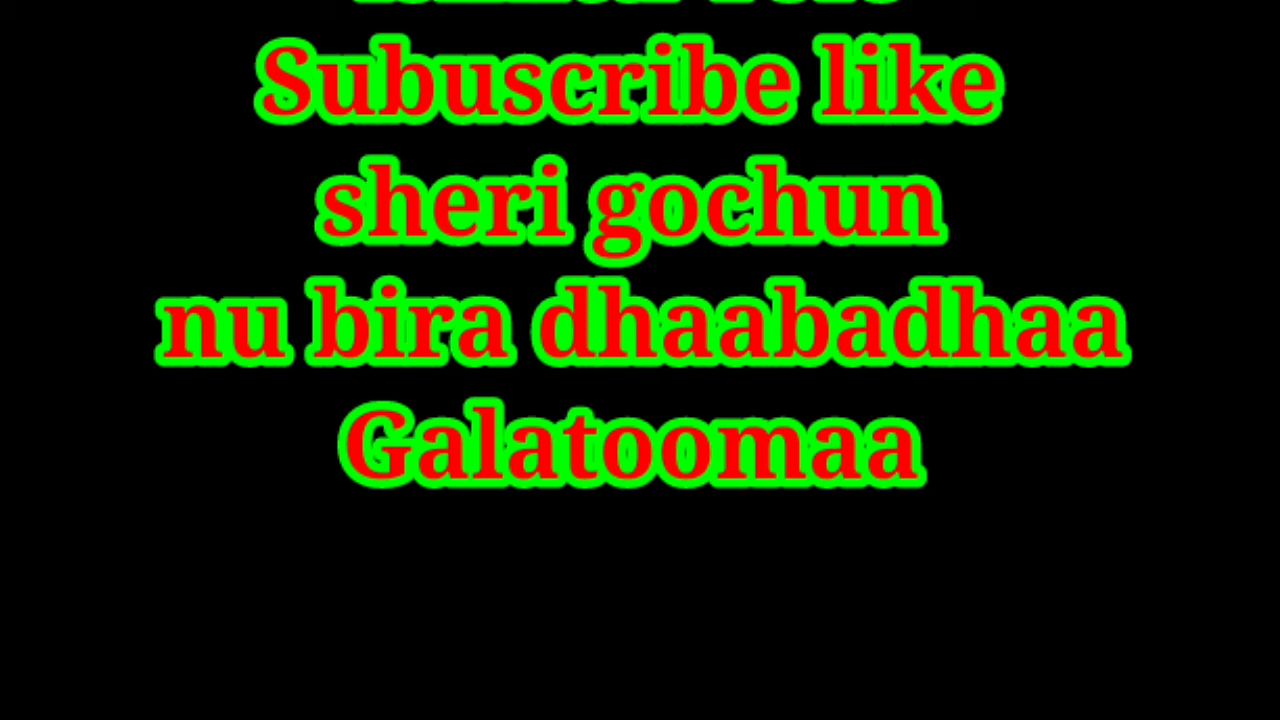 Subuscribe like
sheri gochun
nu bira dhaabadhaa
Galatoomaa